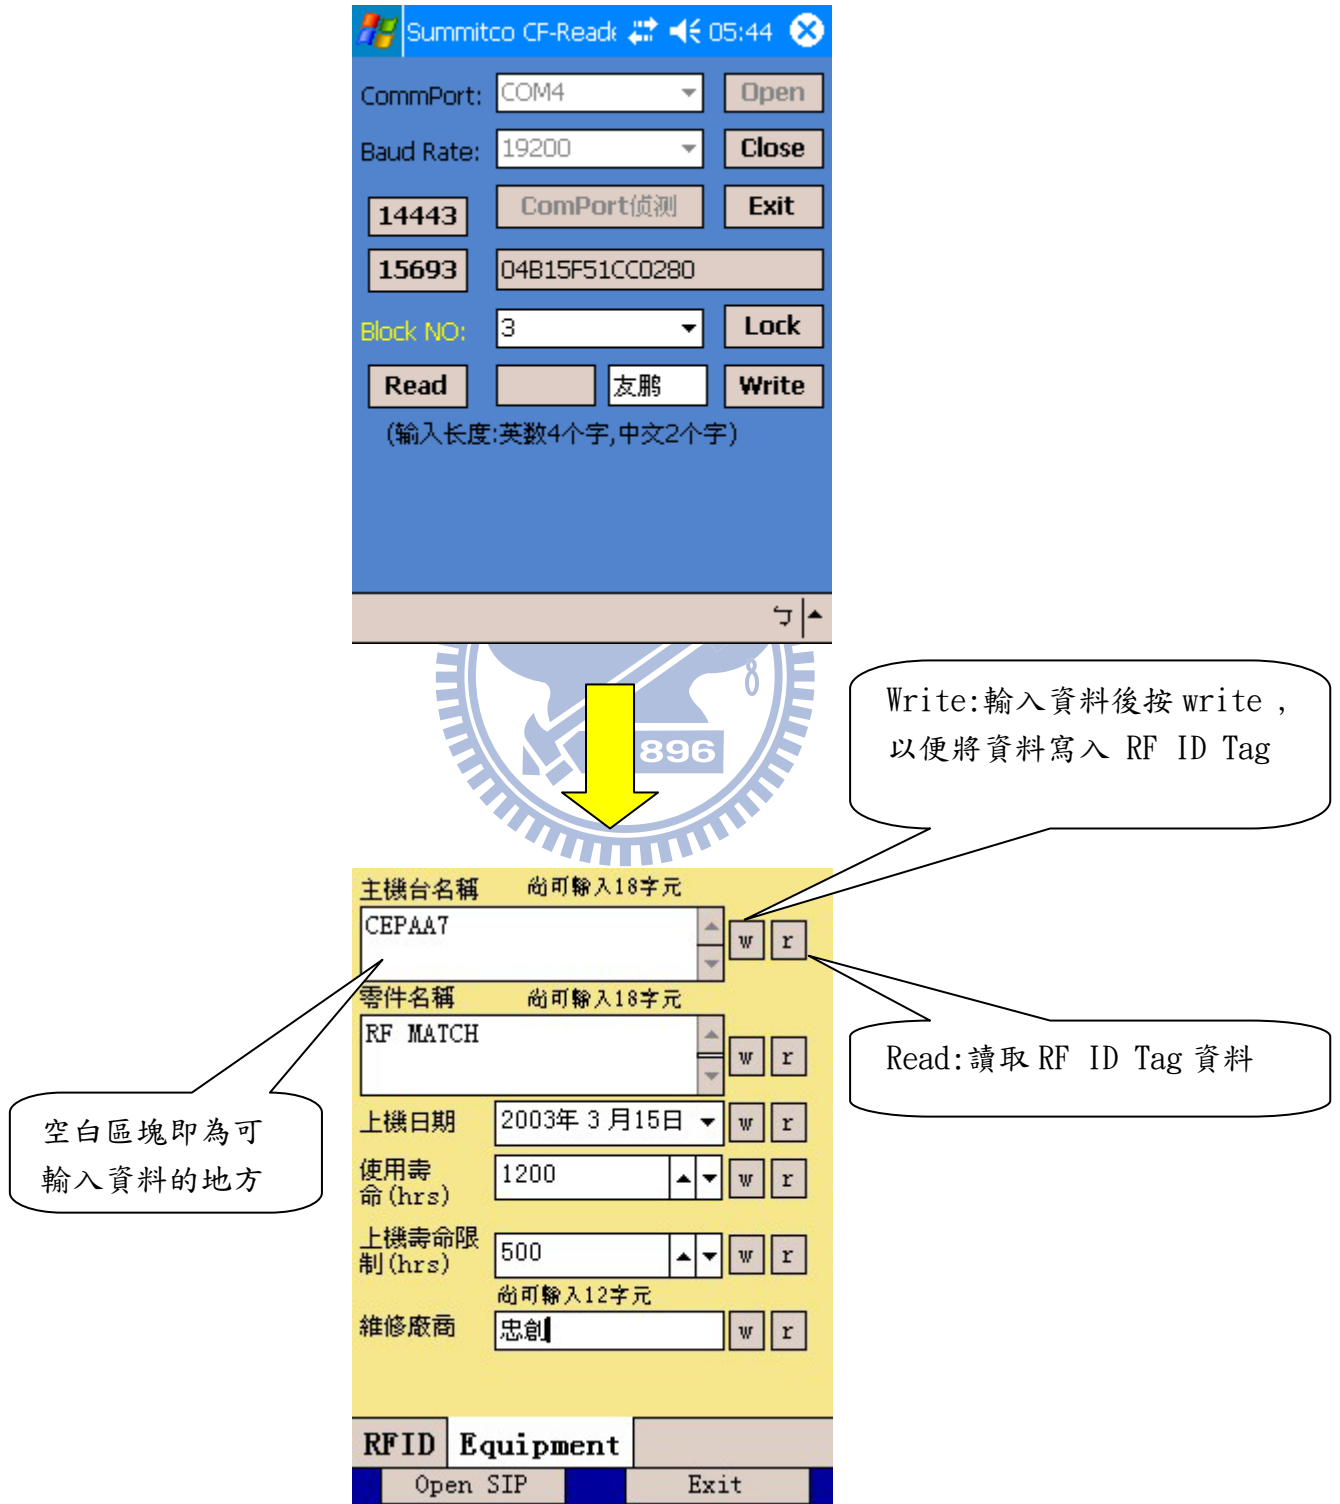 Summitco CF-Reade 05:44
CommPort: COM4 Open
Baud Rate: 19200 Close
14443 ComPort侦测 Exit
15693 04B15F51CC0280
Block NO: 3 Lock
Read 友鹏 Write
(输入长度:英数4个字,中文2个字)
ㄅ
896
8
Write:輸入資料後按 write ,
以便將資料寫入 RF ID Tag
主機台名稱 尚可輸入18字元
CEPAA7 w r
零件名稱 尚可輸入18字元
RF MATCH w r
Read:讀取 RF ID Tag 資料
空白區塊即為可
輸入資料的地方
上機日期 2003年 3 月15日 w r
使用壽
命(hrs) 1200 w r
上機壽命限
制(hrs) 500 w r
尚可輸入12字元
維修廠商 忠創 w r
RFID Equipment
Open SIP Exit